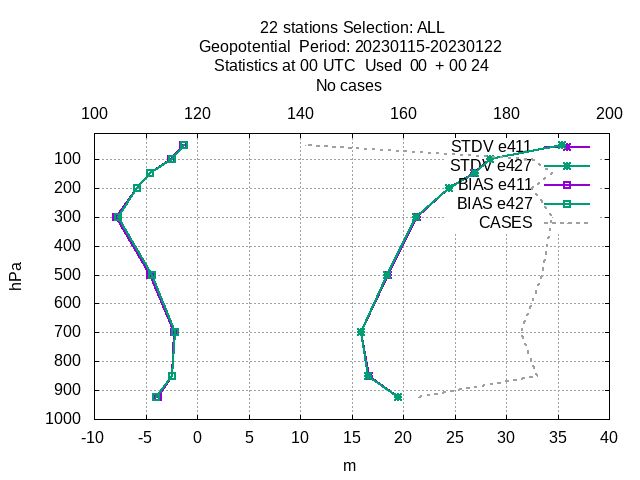 22 stations Selection: ALL
Geopotential  Period: 20230115-20230122
Statistics at 00 UTC  Used  00  + 00 24
No cases
100 120 140 160 180 200
STDV e411
100
STDV e427
200
BIAS e411
BIAS e427
300
CASES
400
hPa
500
600
700
800
900
1000
-10 -5 0 5 10 15 20 25 30 35 40
m